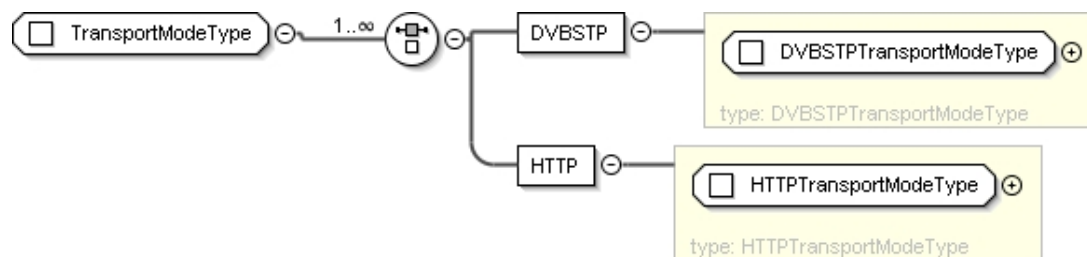 TransportModeType
1..∞
DVBSTP
DVBSTPTransportModeType
type: DVBSTPTransportModeType
HTTP
HTTPTransportModeType
type: HTTPTransportModeType